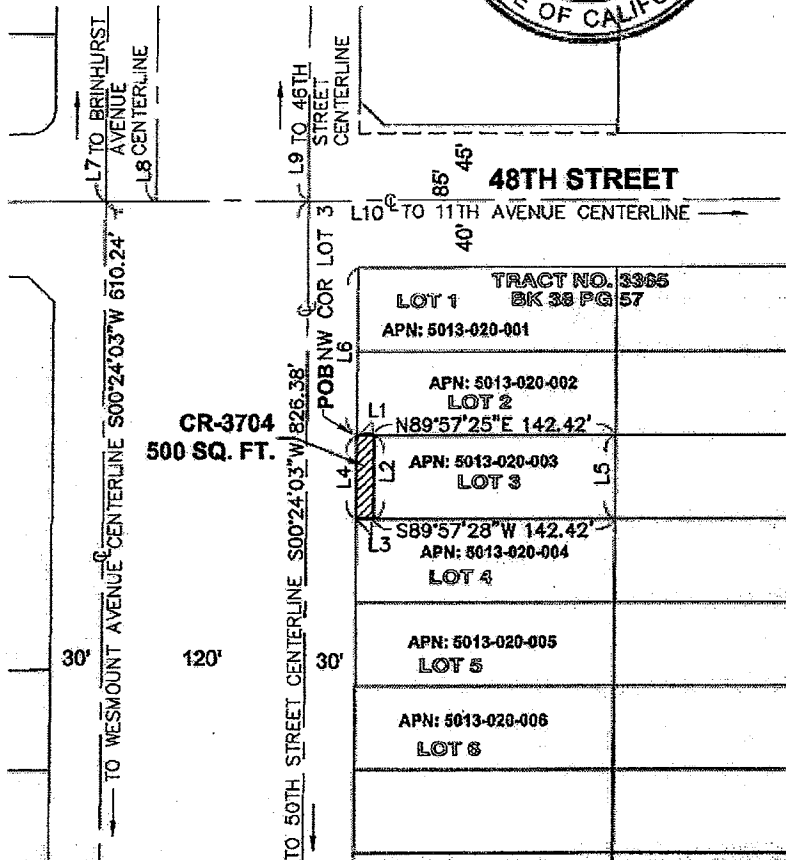 E OF CALIFO
L7 TO BRINHURST
AVENUE
L8 CENTERLINE
L9 TO 46TH
STREET
CENTERLINE
85'
45'
48TH STREET
L10 ℄ TO 11TH AVENUE CENTERLINE
40'
TRACT NO. 3365
BK 38 PG 57
LOT 1
APN: 5013-020-001
L6
POB NW COR LOT 3
APN: 5013-020-002
LOT 2
L1
N89°57'25"E 142.42'
CR-3704
500 SQ. FT.
L4
L2
APN: 5013-020-003
LOT 3
L5
S89°57'28"W 142.42'
L3
APN: 5013-020-004
LOT 4
℄
℄
TO WESMOUNT AVENUE CENTERLINE S00°24'03"W 610.24'
TO 50TH STREET CENTERLINE S00°24'03"W 826.38'
30'
120'
30'
APN: 5013-020-005
LOT 5
APN: 5013-020-006
LOT 6